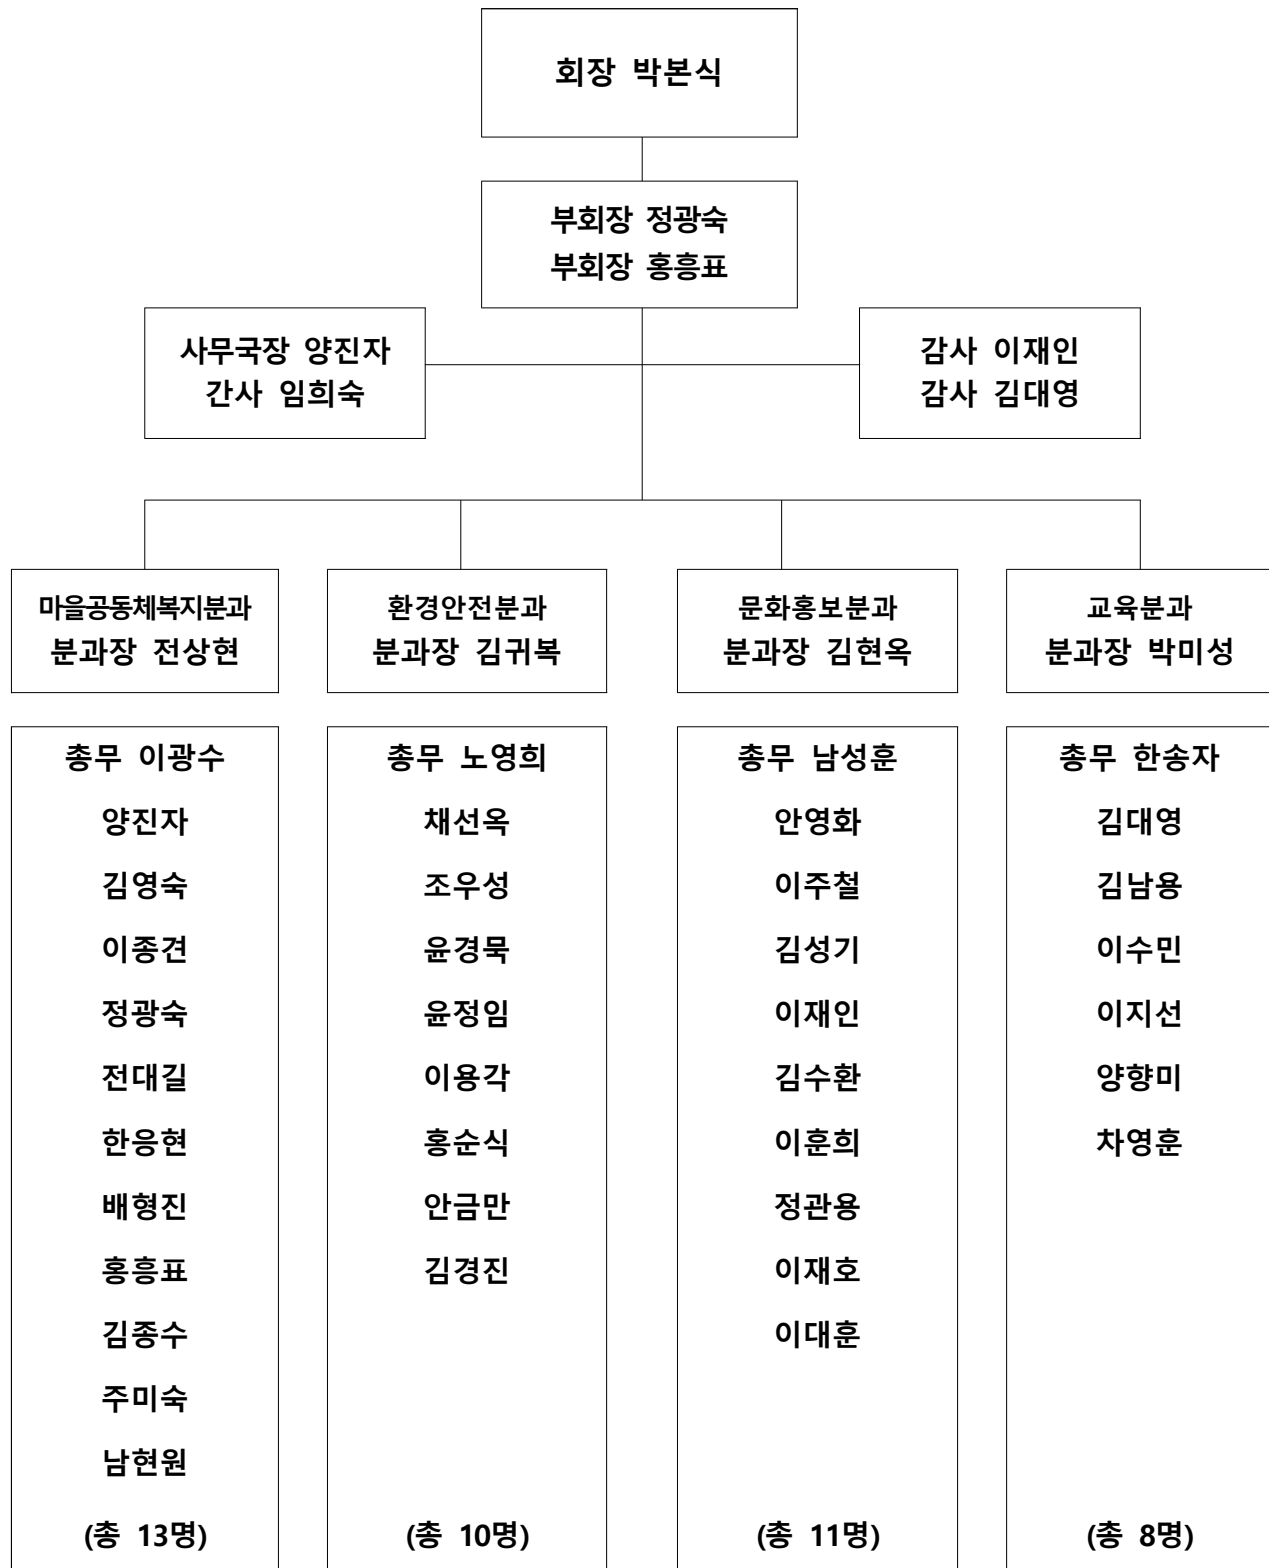 회장 박본식
부회장 정광숙
부회장 홍흥표
사무국장 양진자
간사 임희숙
감사 이재인
감사 김대영
마을공동체복지분과
분과장 전상현
환경안전분과
분과장 김귀복
문화홍보분과
분과장 김현옥
교육분과
분과장 박미성
총무 이광수
양진자
김영숙
이종견
정광숙
전대길
한응현
배형진
홍흥표
김종수
주미숙
남현원
(총 13명)
총무 노영희
채선옥
조우성
윤경묵
윤정임
이용각
홍순식
안금만
김경진
(총 10명)
총무 남성훈
안영화
이주철
김성기
이재인
김수환
이훈희
정관용
이재호
이대훈
(총 11명)
총무 한송자
김대영
김남용
이수민
이지선
양향미
차영훈
(총 8명)